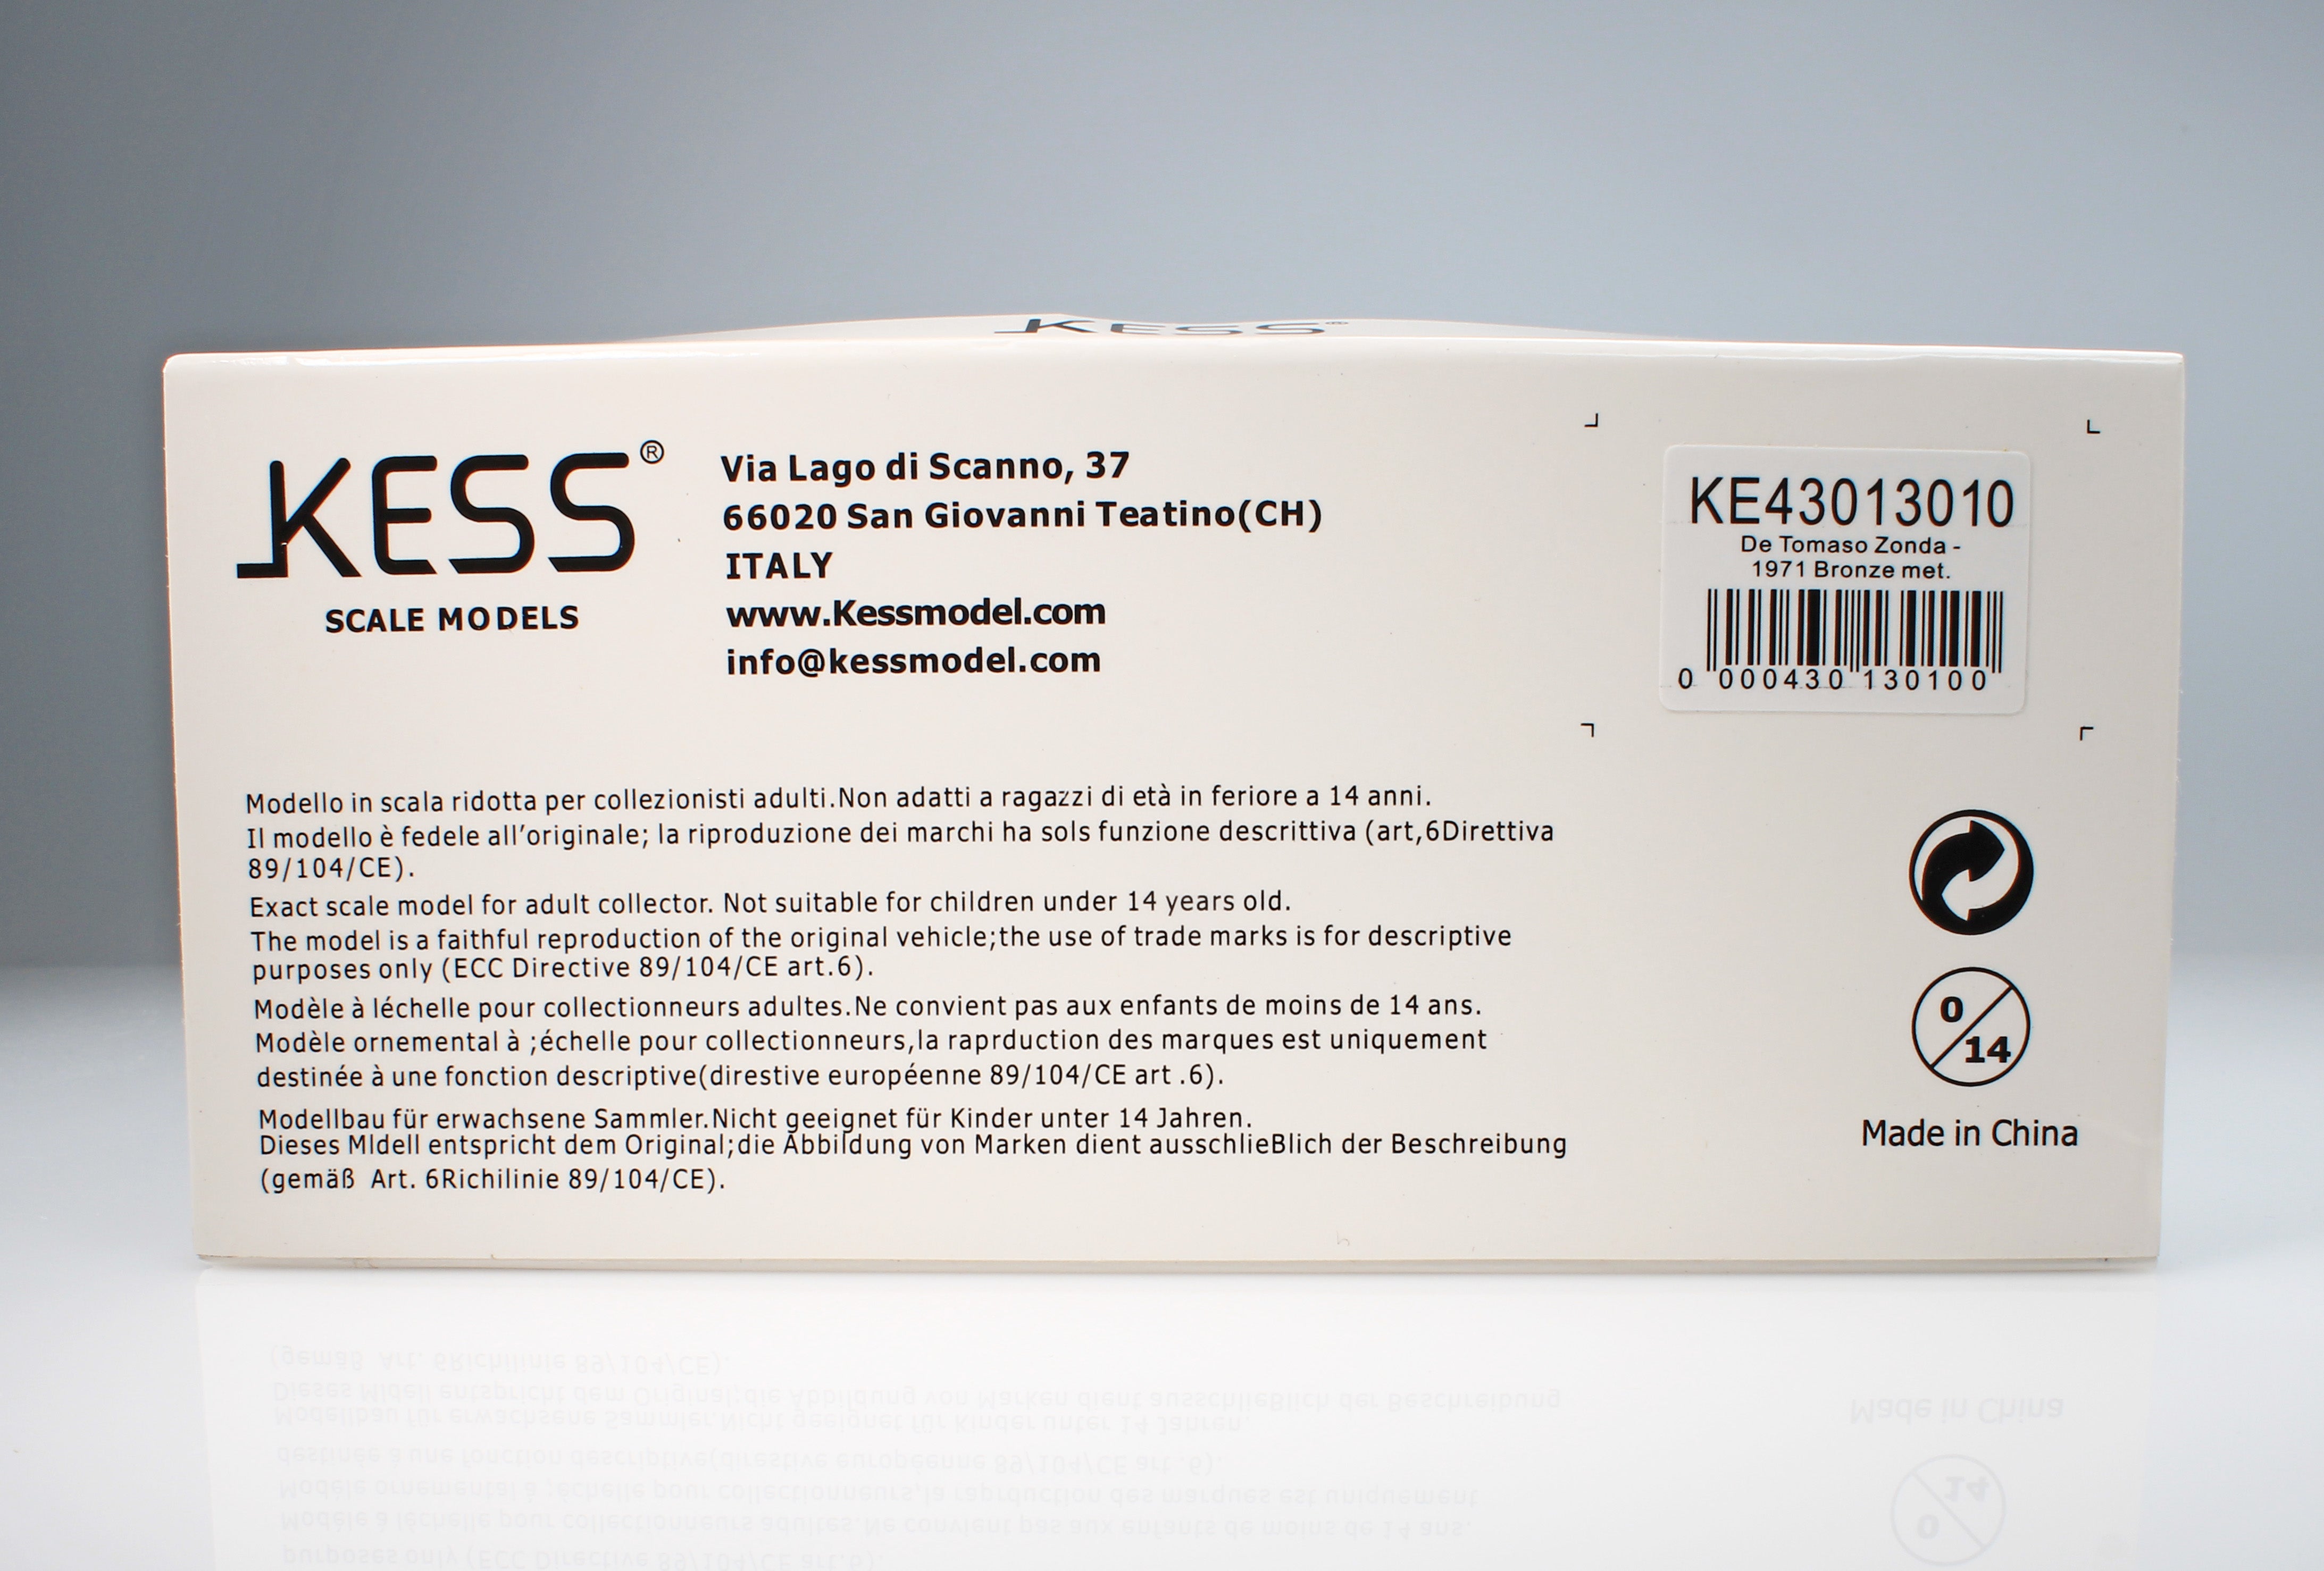 KESS®
KESS®
SCALE MODELS
Via Lago di Scanno, 37
66020 San Giovanni Teatino(CH)
ITALY
www.Kessmodel.com
info@kessmodel.com
KE43013010
De Tomaso Zonda -
1971 Bronze met.
0 000430 130100
Modello in scala ridotta per collezionisti adulti.Non adatti a ragazzi di età in feriore a 14 anni.
Il modello è fedele all'originale; la riproduzione dei marchi ha sols funzione descrittiva (art,6Direttiva
89/104/CE).
Exact scale model for adult collector. Not suitable for children under 14 years old.
The model is a faithful reproduction of the original vehicle;the use of trade marks is for descriptive
purposes only (ECC Directive 89/104/CE art.6).
Modèle à léchelle pour collectionneurs adultes.Ne convient pas aux enfants de moins de 14 ans.
Modèle ornemental à ;échelle pour collectionneurs,la raprduction des marques est uniquement
destinée à une fonction descriptive(direstive européenne 89/104/CE art .6).
Modellbau für erwachsene Sammler.Nicht geeignet für Kinder unter 14 Jahren.
Dieses Mldell entspricht dem Original;die Abbildung von Marken dient ausschlieBlich der Beschreibung
(gemäß Art. 6Richilinie 89/104/CE).
0
14
Made in China